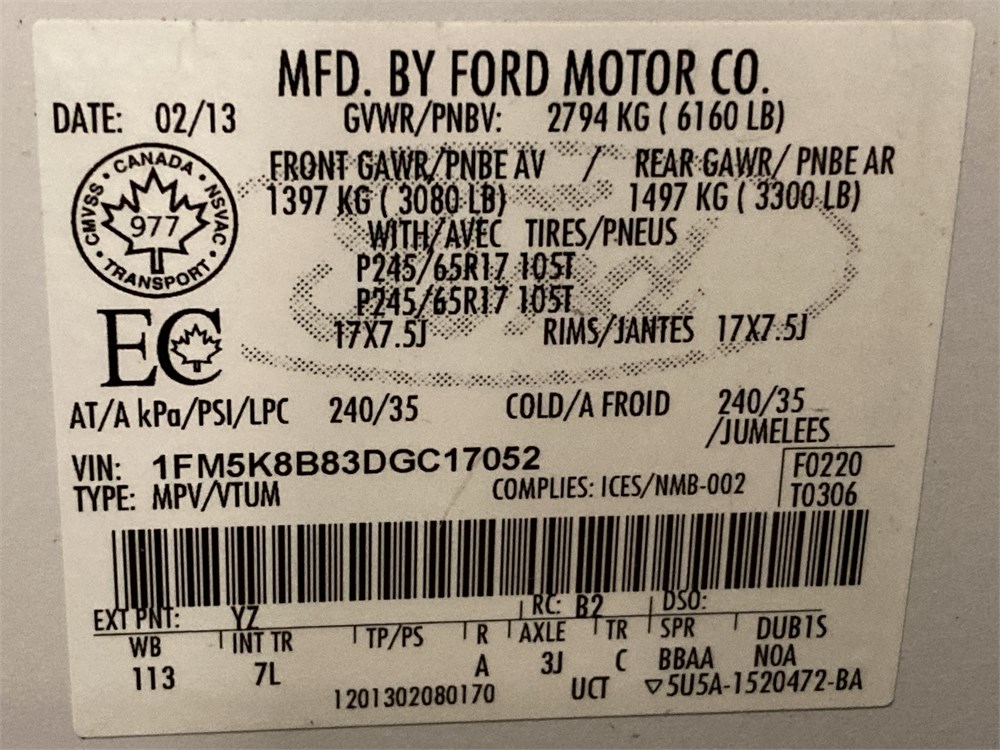 MFD. BY FORD MOTOR CO.
DATE: 02/13 GVWR/PNBV: 2794 KG ( 6160 LB)
FRONT GAWR/PNBE AV / REAR GAWR/ PNBE AR
1397 KG ( 3080 LB) 1497 KG ( 3300 LB)
WITH/AVEC TIRES/PNEUS
P245/65R17 105T
P245/65R17 105T
17X7.5J RIMS/JANTES 17X7.5J
CANADA · NSVAC · TRANSPORT · CMVSS ·
977
EC
Ford
AT/A kPa/PSI/LPC 240/35 COLD/A FROID 240/35
/JUMELEES
VIN: 1FM5K8B83DGC17052 F0220
TYPE: MPV/VTUM COMPLIES: ICES/NMB-002 T0306
EXT PNT: YZ RC: B2 DSO:
WB INT TR TP/PS R AXLE TR SPR DUB1S
113 7L A 3J C BBAA NOA
1201302080170 UCT ▽5U5A-1520472-BA